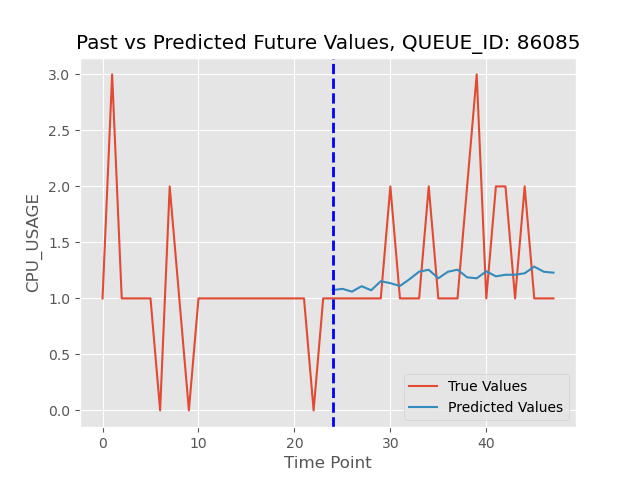 Past vs Predicted Future Values, QUEUE_ID: 86085
3.0
2.5
2.0
1.5
1.0
0.5
0.0
CPU_USAGE
True Values
Predicted Values
0
10
20
30
40
Time Point